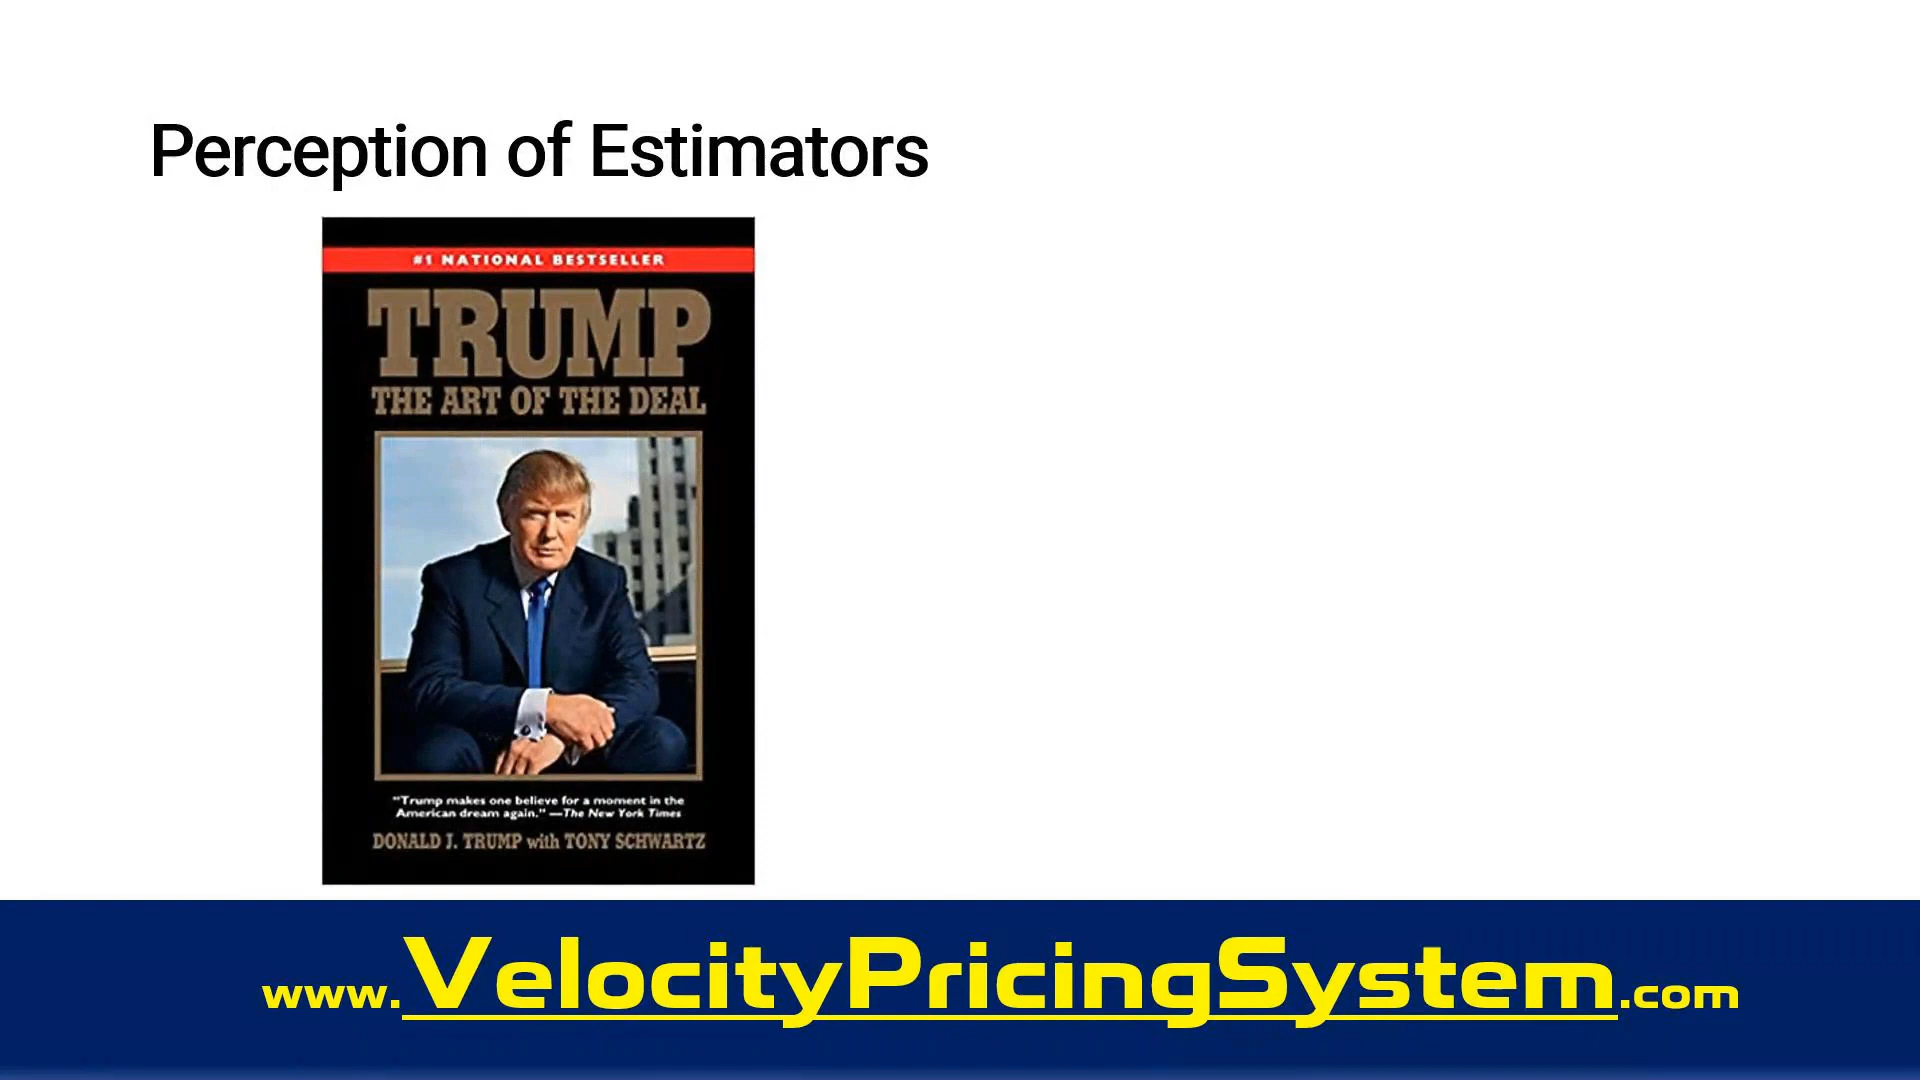 Perception of Estimators
#1 NATIONAL BESTSELLER
TRUMP
THE ART OF THE DEAL
"Trump makes one believe for a moment in the
American dream again." —The New York Times
DONALD J. TRUMP with TONY SCHWARTZ
www.VelocityPricingSystem.com